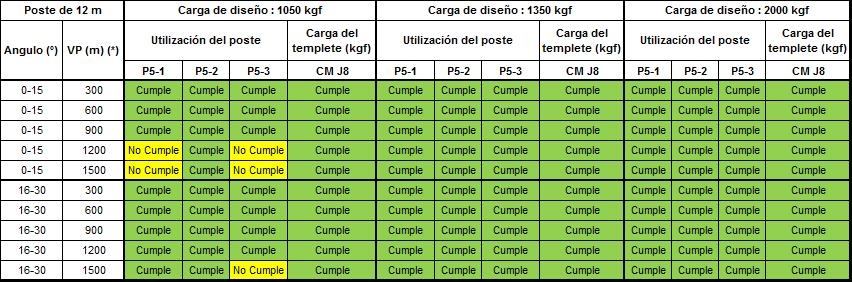 Poste de 12 m Carga de diseño : 1050 kgf Carga de diseño : 1350 kgf Carga de diseño : 2000 kgf
Angulo (°) VP (m) (*) Utilización del poste Carga del templete (kgf) Utilización del poste Carga del templete (kgf) Utilización del poste Carga del templete (kgf)
P5-1 P5-2 P5-3 CM J8 P5-1 P5-2 P5-3 CM J8 P5-1 P5-2 P5-3 CM J8
0-15 300 Cumple Cumple Cumple Cumple Cumple Cumple Cumple Cumple Cumple Cumple Cumple Cumple
0-15 600 Cumple Cumple Cumple Cumple Cumple Cumple Cumple Cumple Cumple Cumple Cumple Cumple
0-15 900 Cumple Cumple Cumple Cumple Cumple Cumple Cumple Cumple Cumple Cumple Cumple Cumple
0-15 1200 No Cumple Cumple No Cumple Cumple Cumple Cumple Cumple Cumple Cumple Cumple Cumple Cumple
0-15 1500 No Cumple Cumple No Cumple Cumple Cumple Cumple Cumple Cumple Cumple Cumple Cumple Cumple
16-30 300 Cumple Cumple Cumple Cumple Cumple Cumple Cumple Cumple Cumple Cumple Cumple Cumple
16-30 600 Cumple Cumple Cumple Cumple Cumple Cumple Cumple Cumple Cumple Cumple Cumple Cumple
16-30 900 Cumple Cumple Cumple Cumple Cumple Cumple Cumple Cumple Cumple Cumple Cumple Cumple
16-30 1200 Cumple Cumple Cumple Cumple Cumple Cumple Cumple Cumple Cumple Cumple Cumple Cumple
16-30 1500 Cumple Cumple No Cumple Cumple Cumple Cumple Cumple Cumple Cumple Cumple Cumple Cumple